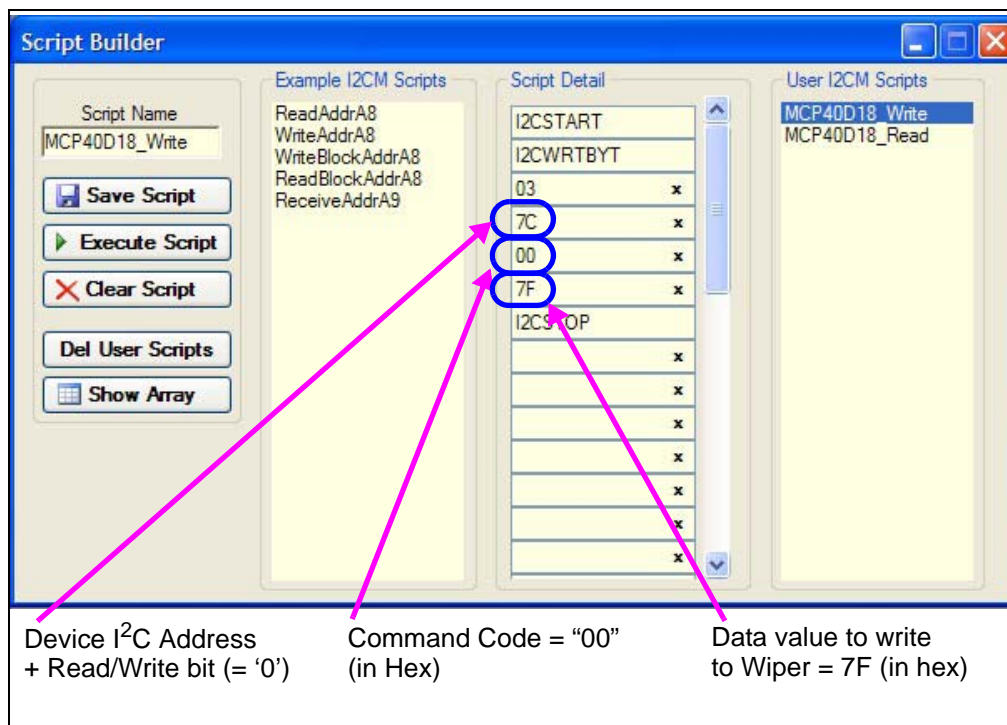 Script Builder
Script Name
MCP40D18_Write
Save Script
Execute Script
Clear Script
Del User Scripts
Show Array
Example I2CM Scripts
ReadAddrA8
WriteAddrA8
WriteBlockAddrA8
ReadBlockAddrA8
ReceiveAddrA9
Script Detail
I2CSTART
I2CWRTBYT
03 x
7C x
00 x
7F x
I2CSTOP
x
x
x
x
x
x
x
User I2CM Scripts
MCP40D18_Write
MCP40D18_Read
Device I²C Address
+ Read/Write bit (= ‘0’)
Command Code = “00”
(in Hex)
Data value to write
to Wiper = 7F (in hex)